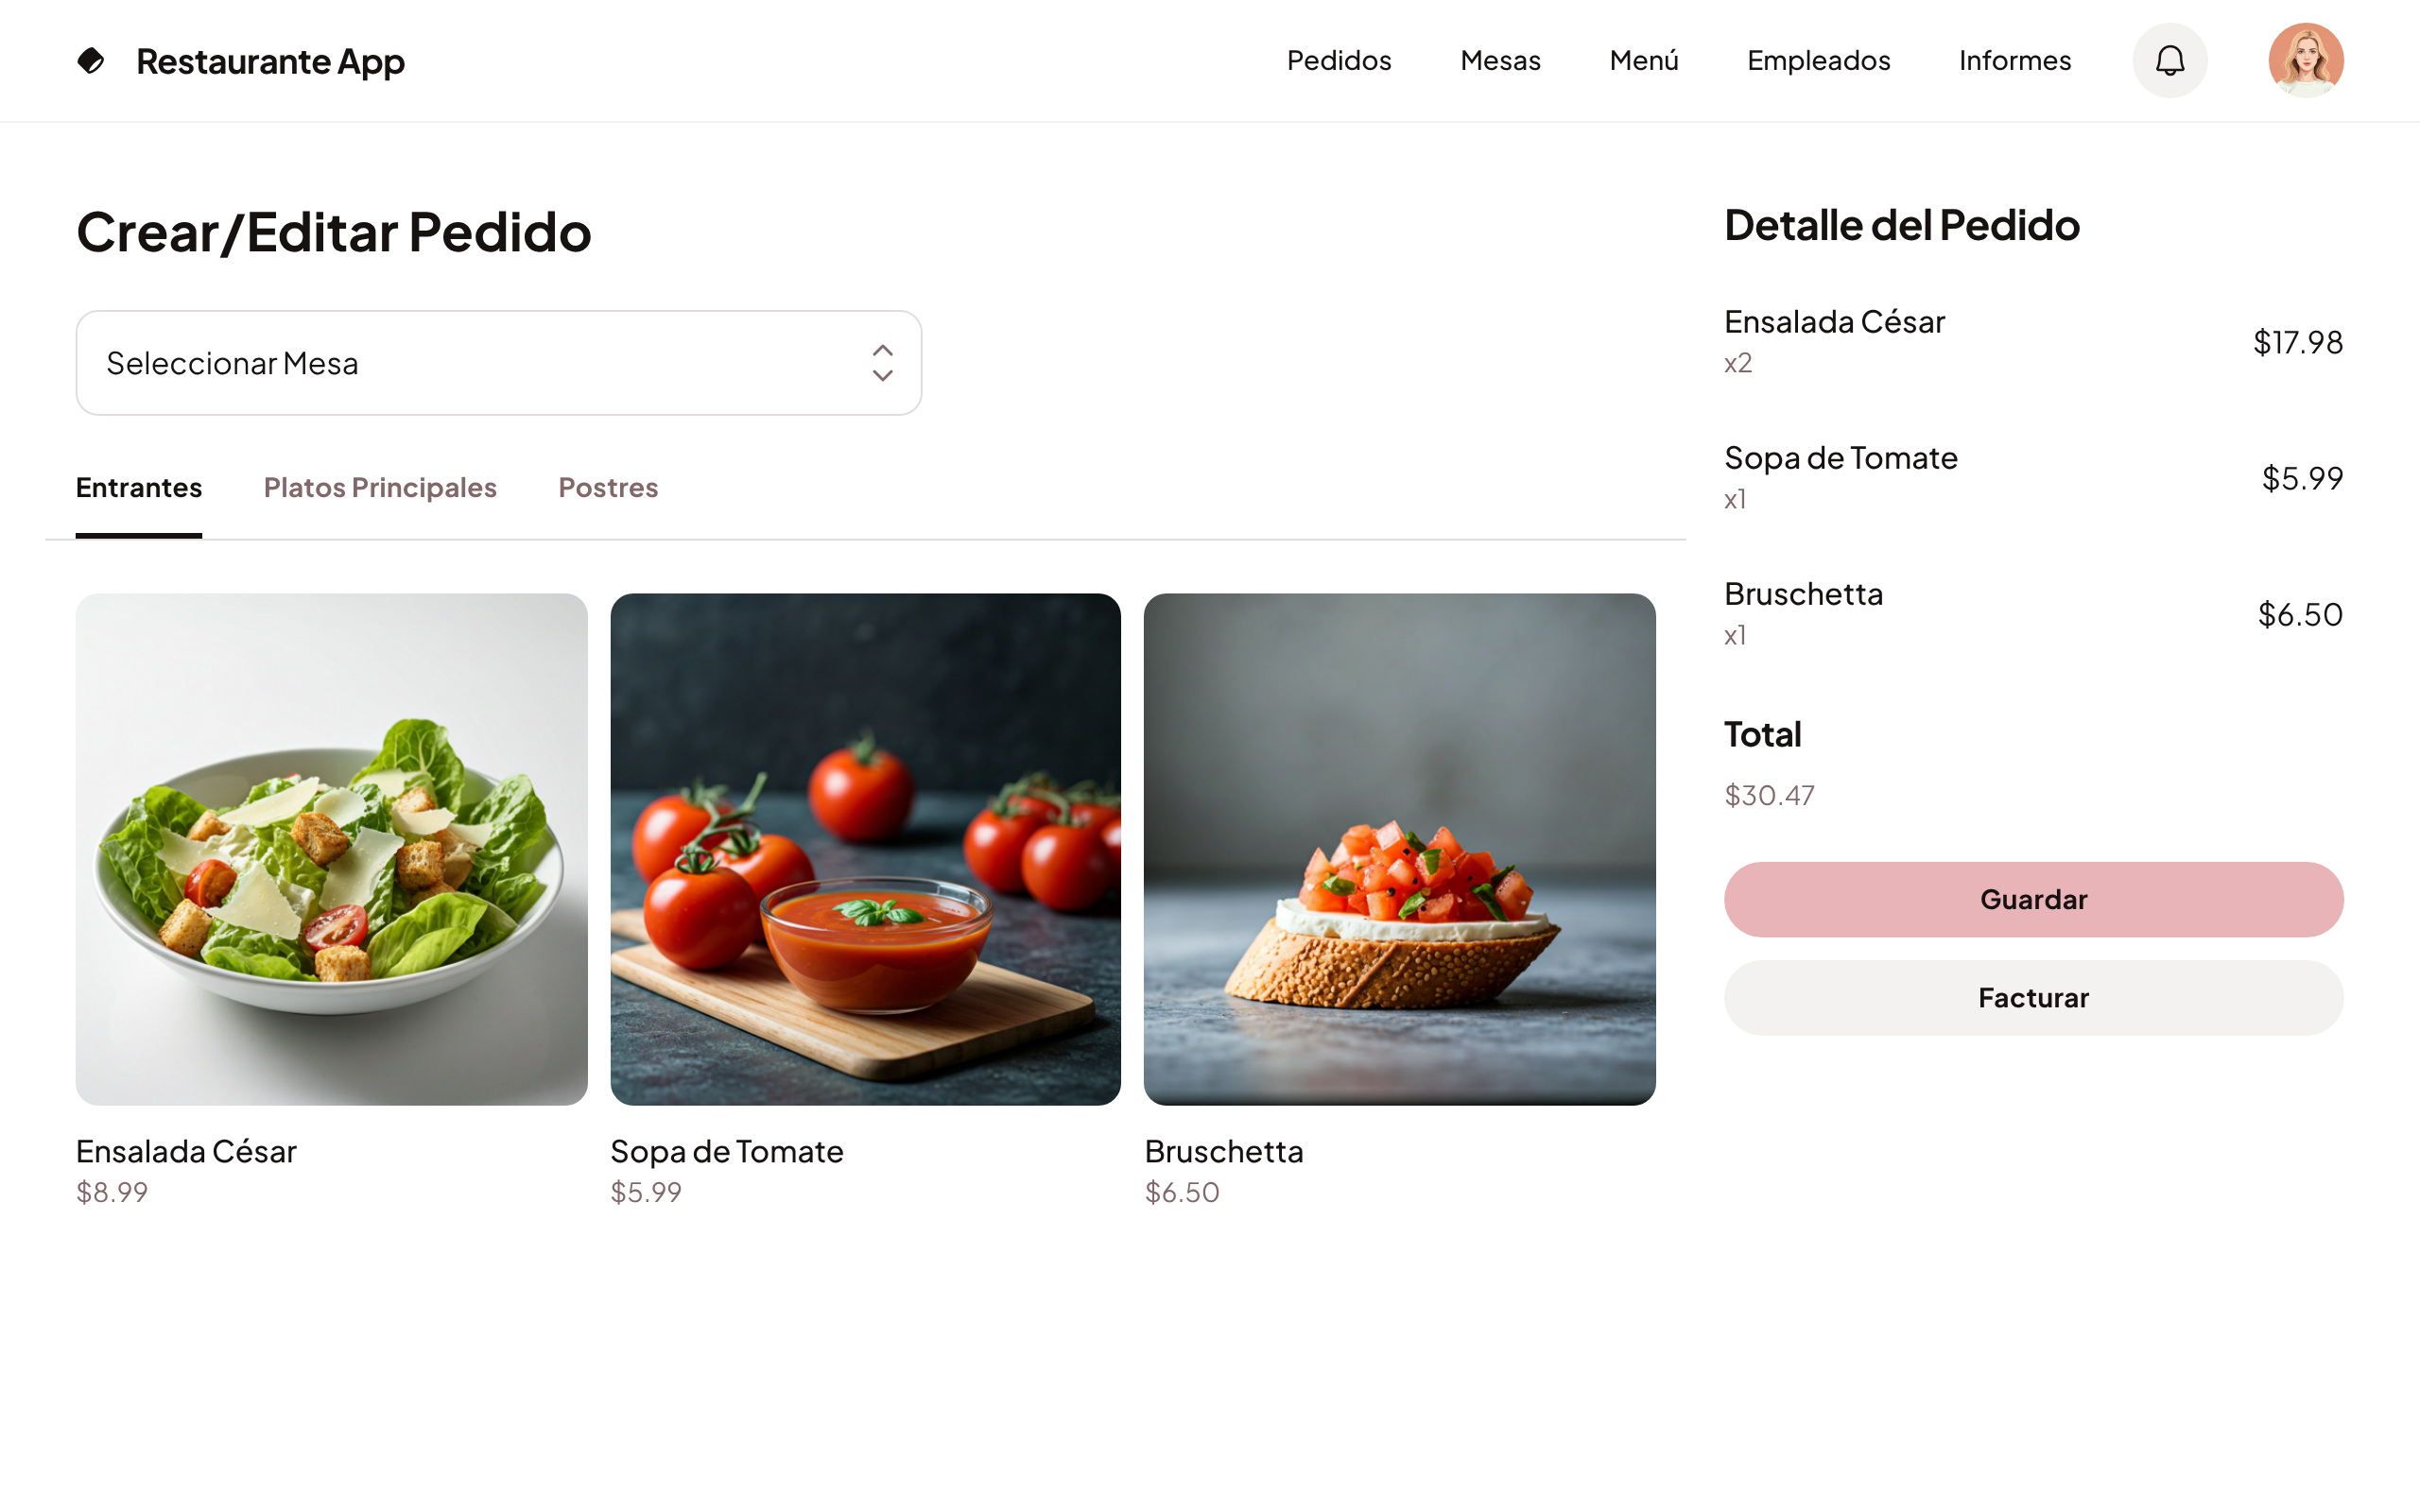 Restaurante App
Pedidos
Mesas
Menú
Empleados
Informes
Crear/Editar Pedido
Seleccionar Mesa
Entrantes
Platos Principales
Postres
Ensalada César
$8.99
Sopa de Tomate
$5.99
Bruschetta
$6.50
Detalle del Pedido
Ensalada César
x2
$17.98
Sopa de Tomate
x1
$5.99
Bruschetta
x1
$6.50
Total
$30.47
Guardar
Facturar